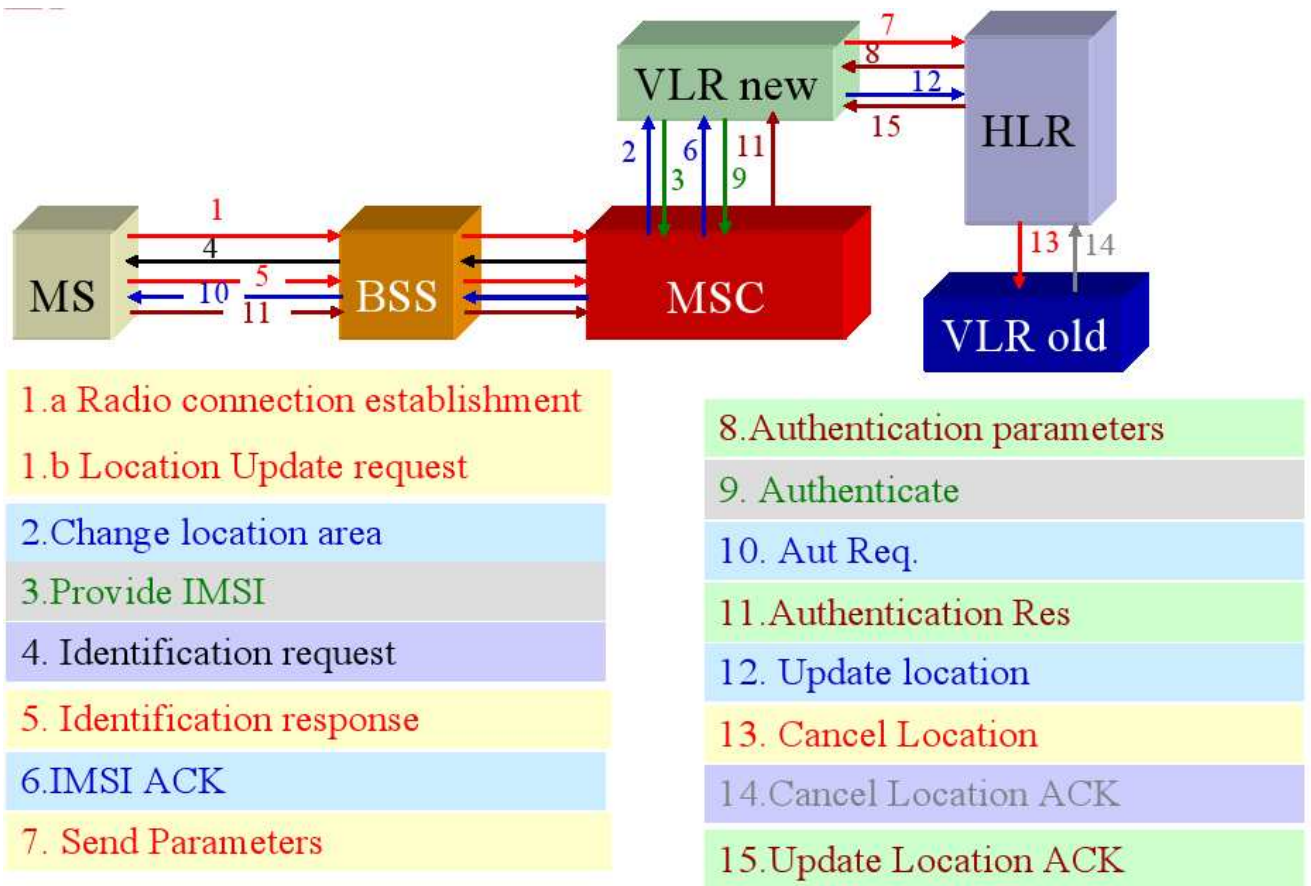 7
8
VLR new
12
15
HLR
2
3
6
9
11
1
4
5
10
11
MS
BSS
MSC
13
14
VLR old
1.a Radio connection establishment
1.b Location Update request
2.Change location area
3.Provide IMSI
4. Identification request
5. Identification response
6.IMSI ACK
7. Send Parameters
8.Authentication parameters
9. Authenticate
10. Aut Req.
11.Authentication Res
12. Update location
13. Cancel Location
14.Cancel Location ACK
15.Update Location ACK